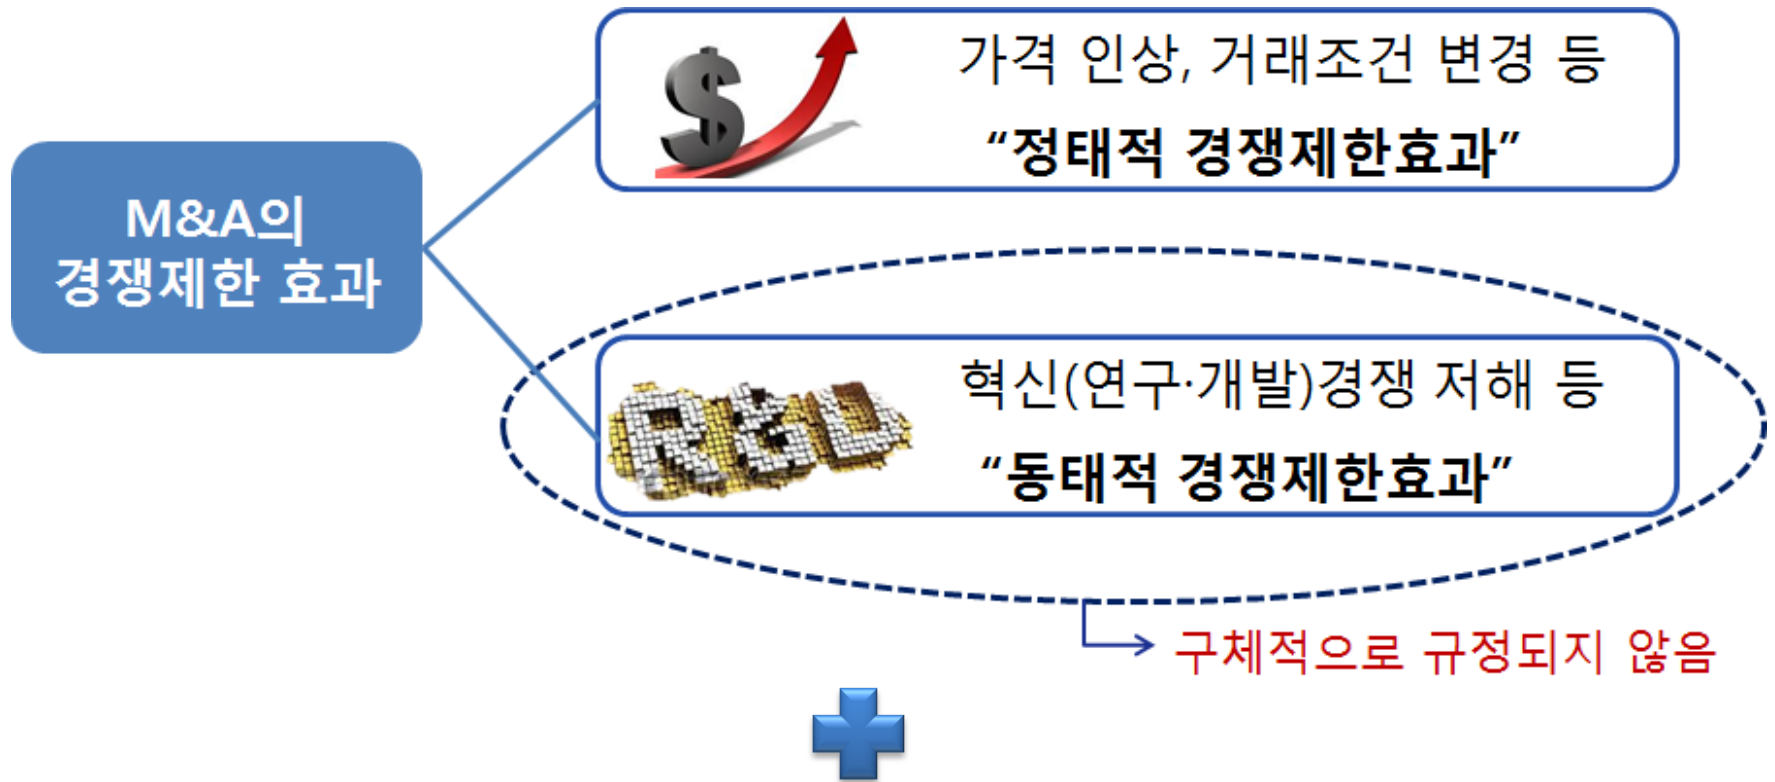 가격 인상, 거래조건 변경 등
“정태적 경쟁제한효과”
M&A의
경쟁제한 효과
혁신(연구·개발)경쟁 저해 등
R&D
“동태적 경쟁제한효과”
구체적으로 규정되지 않음